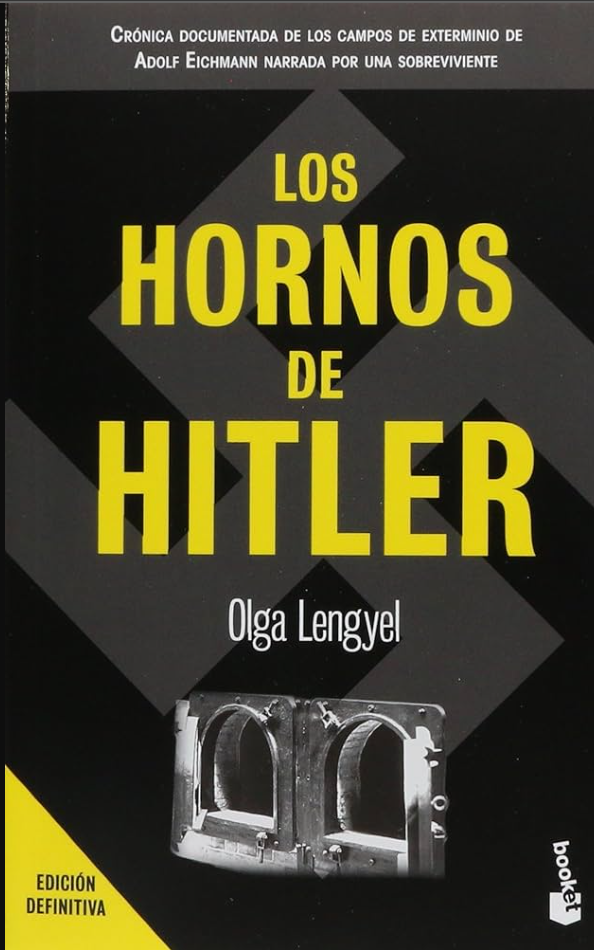 CRÓNICA DOCUMENTADA DE LOS CAMPOS DE EXTERMINIO DE
ADOLF EICHMANN NARRADA POR UNA SOBREVIVIENTE
LOS
HORNOS
DE
HITLER
Olga Lengyel
EDICIÓN
DEFINITIVA
booket